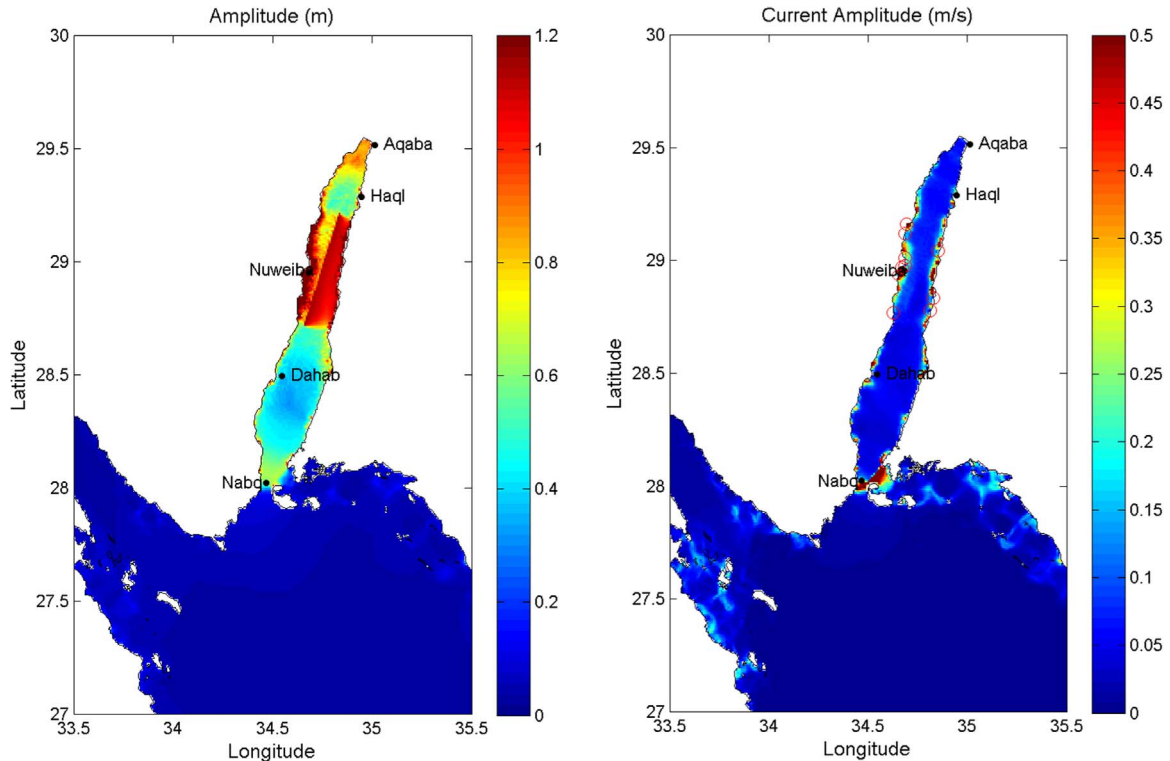 Amplitude (m)
30
29.5
29
28.5
28
27.5
27
33.5 34 34.5 35 35.5
Latitude
Longitude
Aqaba
Haql
Nuweiba
Dahab
Nabq
1.2
1
0.8
0.6
0.4
0.2
0
Current Amplitude (m/s)
30
29.5
29
28.5
28
27.5
27
33.5 34 34.5 35 35.5
Latitude
Longitude
Aqaba
Haql
Nuweiba
Dahab
Nabq
0.5
0.45
0.4
0.35
0.3
0.25
0.2
0.15
0.1
0.05
0